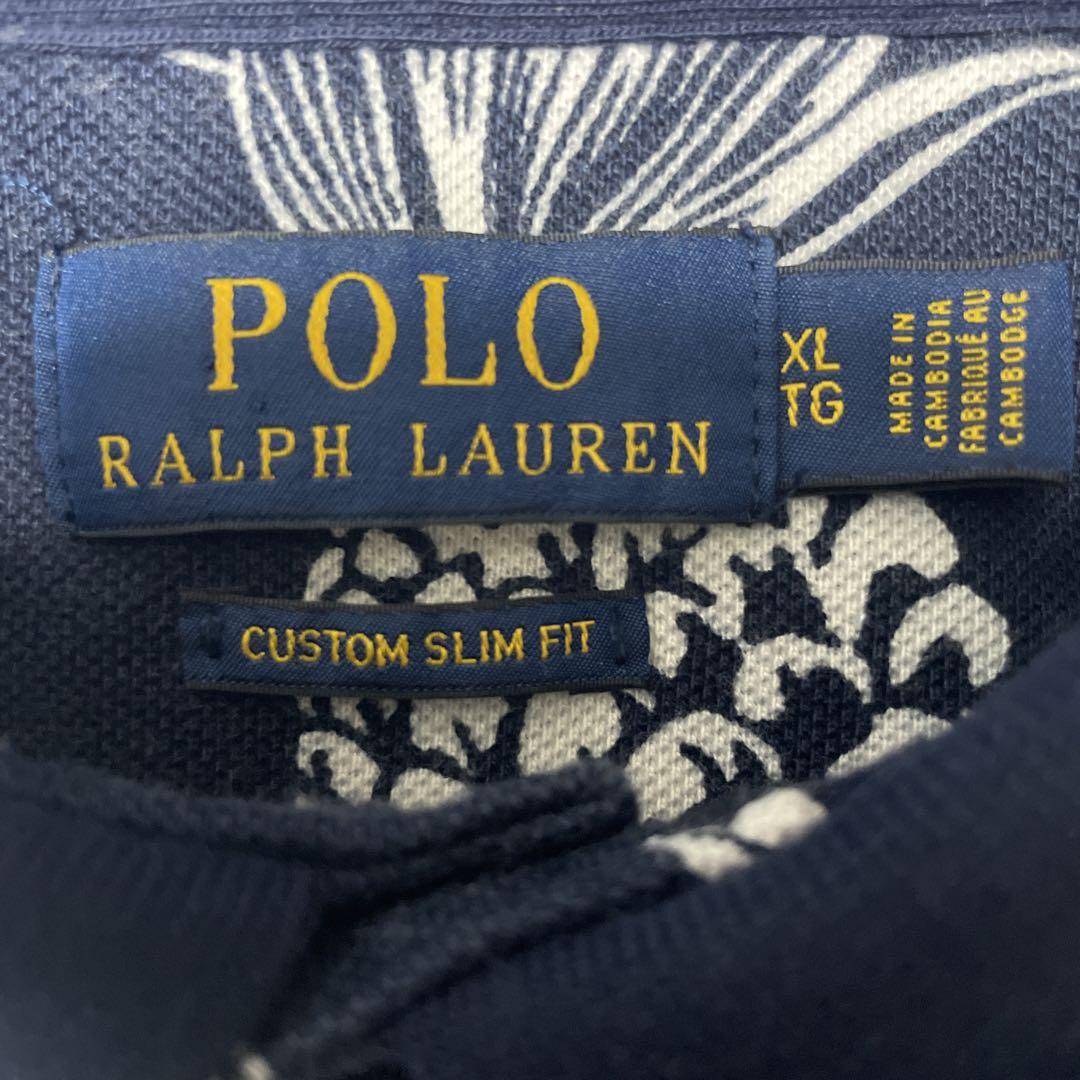 POLO
RALPH LAUREN
XL
TG
MADE IN
CAMBODIA
FABRIQUÉ AU
CAMBODGE
CUSTOM SLIM FIT